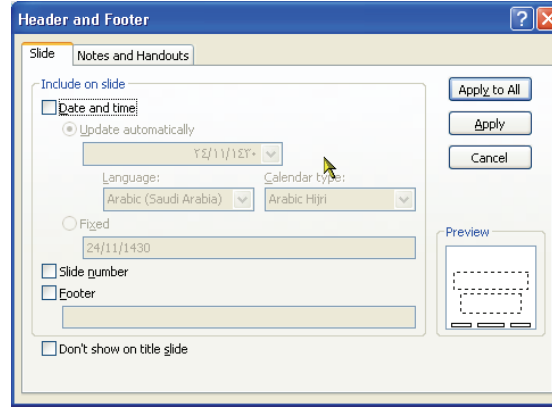 Header and Footer
Slide
Notes and Handouts
Include on slide
Date and time
Update automatically
٢٤/١١/١٤٣٠
Language:
Calendar type:
Arabic (Saudi Arabia)
Arabic Hijri
Fixed
24/11/1430
Slide number
Footer
Don't show on title slide
Apply to All
Apply
Cancel
Preview